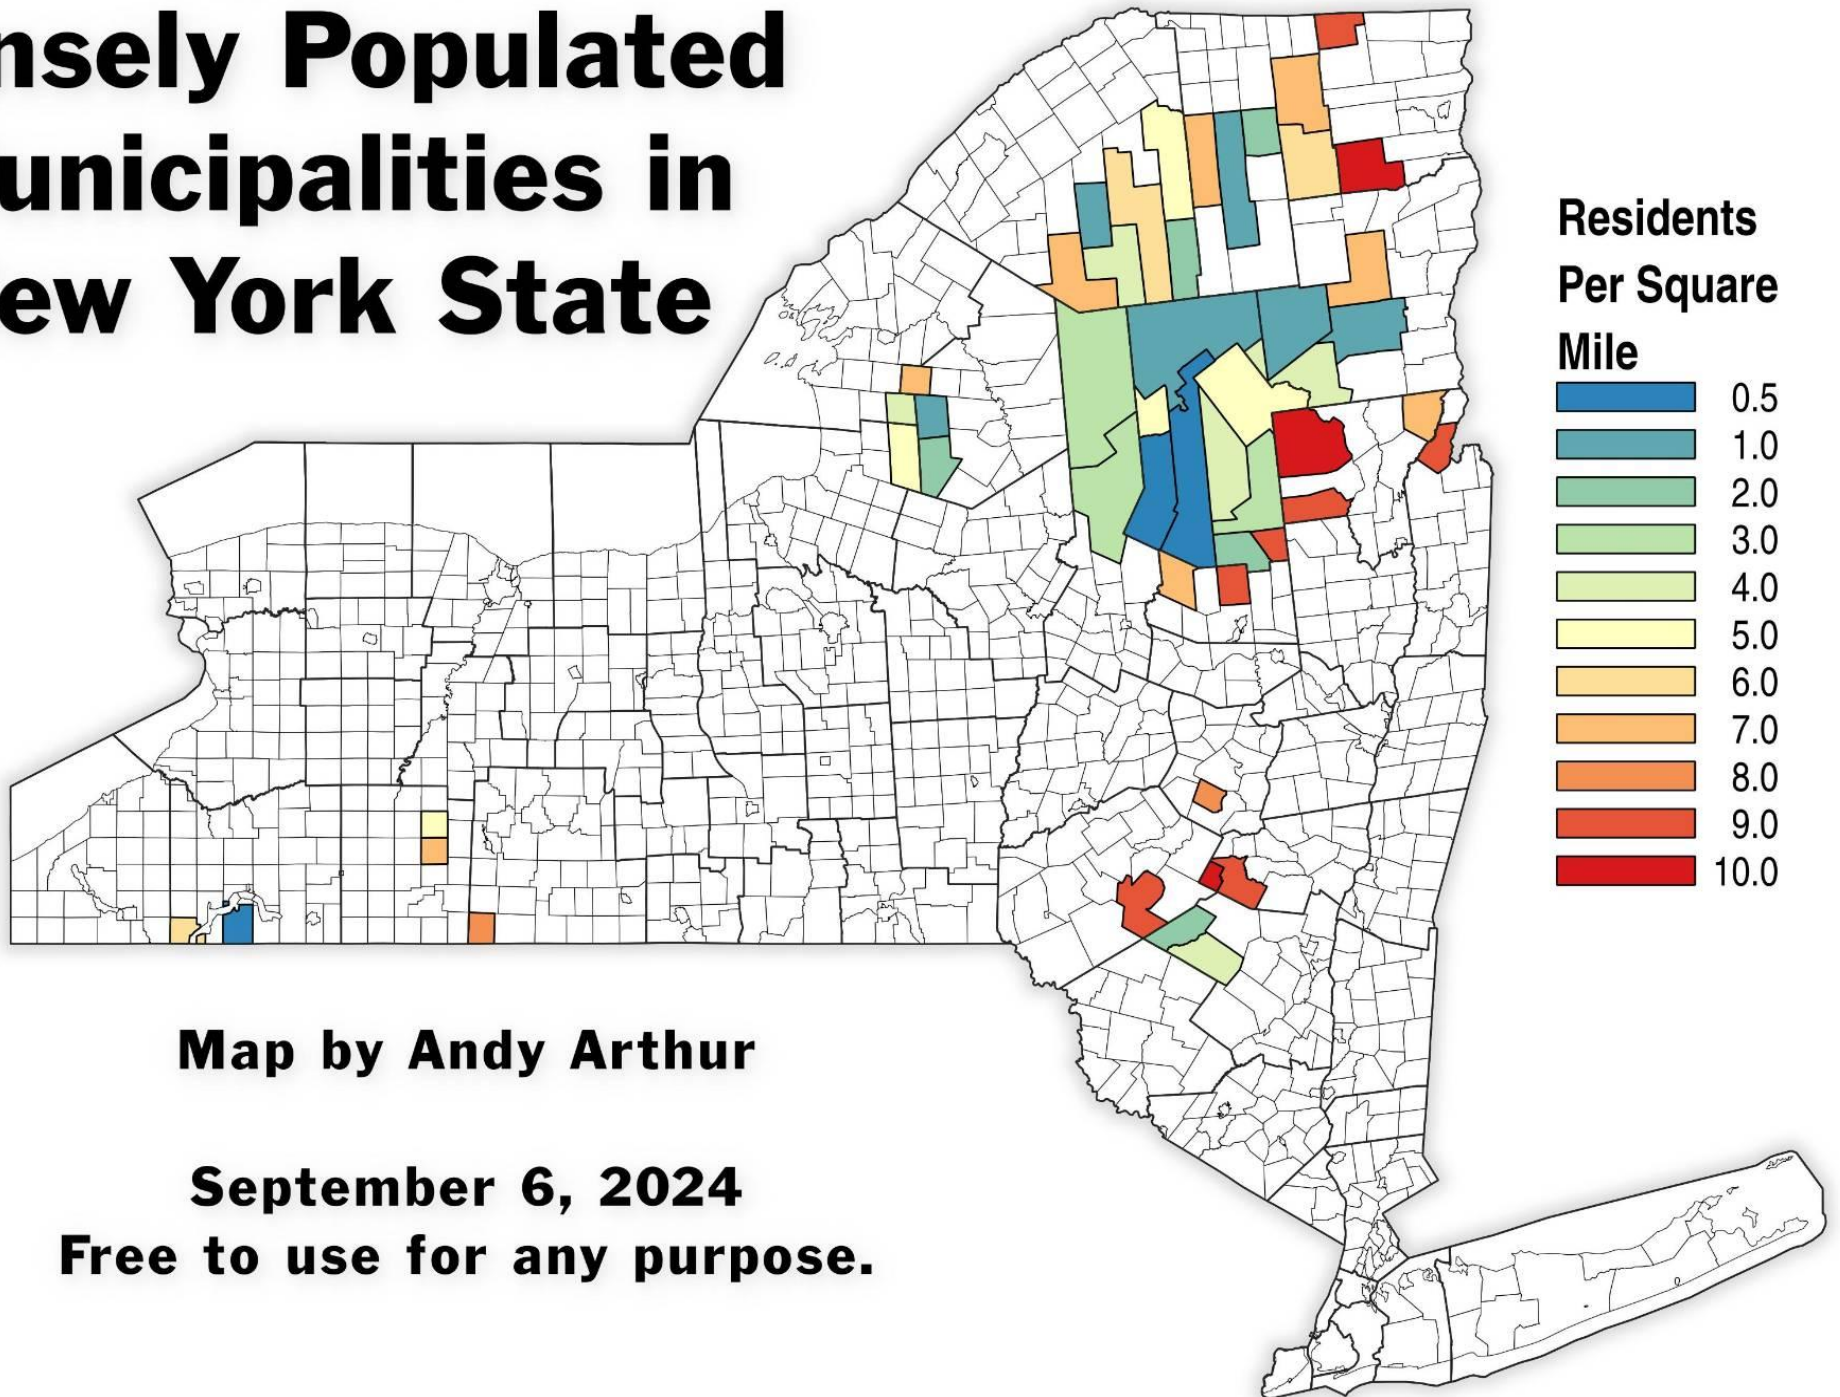 nsely Populated
unicipalities in
ew York State
Residents
Per Square
Mile
0.5
1.0
2.0
3.0
4.0
5.0
6.0
7.0
8.0
9.0
10.0
Map by Andy Arthur
September 6, 2024
Free to use for any purpose.